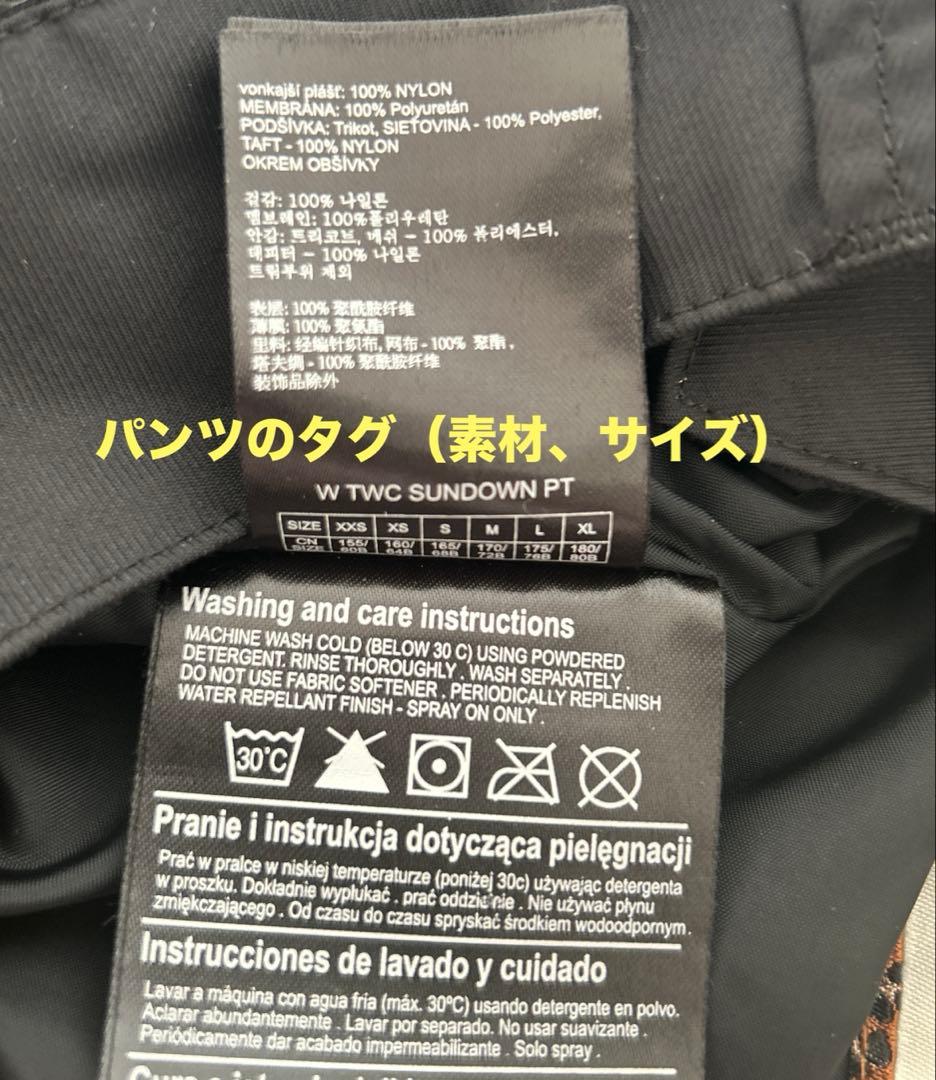 vonkajší plášť: 100% NYLON
MEMBRÁNA: 100% Polyuretán
PODŠÍVKA: Trikot, SIEŤOVINA - 100% Polyester,
TAFT - 100% NYLON
OKREM OBŠÍVKY
겉감: 100% 나일론
멤브레인: 100%폴리우레탄
안감: 트리코트, 메쉬 - 100% 폴리에스터,
태피터 - 100% 나일론
트림부위 제외
表层: 100% 聚酰胺纤维
薄膜: 100% 聚氨酯
里料: 经编针织布, 网布 - 100% 聚酯,
塔夫绸 - 100% 聚酰胺纤维
装饰品除外
パンツのタグ（素材、サイズ）
W TWC SUNDOWN PT
SIZE XXS XS S M L XL
CN SIZE 155/60B 160/64B 165/68B 170/72B 175/76B 180/80B
Washing and care instructions
MACHINE WASH COLD (BELOW 30 C) USING POWDERED
DETERGENT. RINSE THOROUGHLY . WASH SEPARATELY .
DO NOT USE FABRIC SOFTENER . PERIODICALLY REPLENISH
WATER REPELLANT FINISH - SPRAY ON ONLY .
30°C
Pranie i instrukcja dotycząca pielęgnacji
Prać w pralce w niskiej temperaturze (poniżej 30c) używając detergenta
w proszku. Dokładnie wypłukać . prać oddzielnie . Nie używać płynu
zmiękczającego . Od czasu do czasu spryskać środkiem wodoodpornym.
Instrucciones de lavado y cuidado
Lavar a máquina con agua fría (máx. 30ºC) usando detergente en polvo.
Aclarar abundantemente . Lavar por separado. No usar suavizante .
Periódicamente dar acabado impermeabilizante . Solo spray .